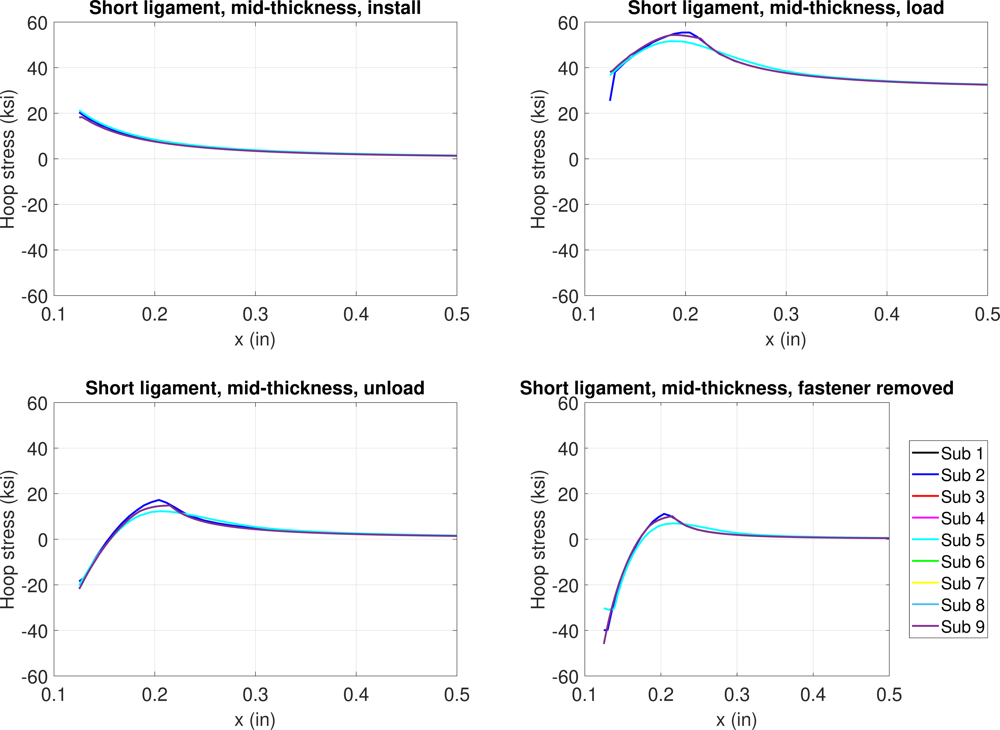 Short ligament, mid-thickness, install
60
40
20
0
-20
-40
-60
Hoop stress (ksi)
0.1 0.2 0.3 0.4 0.5
x (in)
Short ligament, mid-thickness, load
60
40
20
0
-20
-40
-60
Hoop stress (ksi)
0.1 0.2 0.3 0.4 0.5
x (in)
Short ligament, mid-thickness, unload
60
40
20
0
-20
-40
-60
Hoop stress (ksi)
0.1 0.2 0.3 0.4 0.5
x (in)
Short ligament, mid-thickness, fastener removed
60
40
20
0
-20
-40
-60
Hoop stress (ksi)
0.1 0.2 0.3 0.4 0.5
x (in)
Sub 1
Sub 2
Sub 3
Sub 4
Sub 5
Sub 6
Sub 7
Sub 8
Sub 9